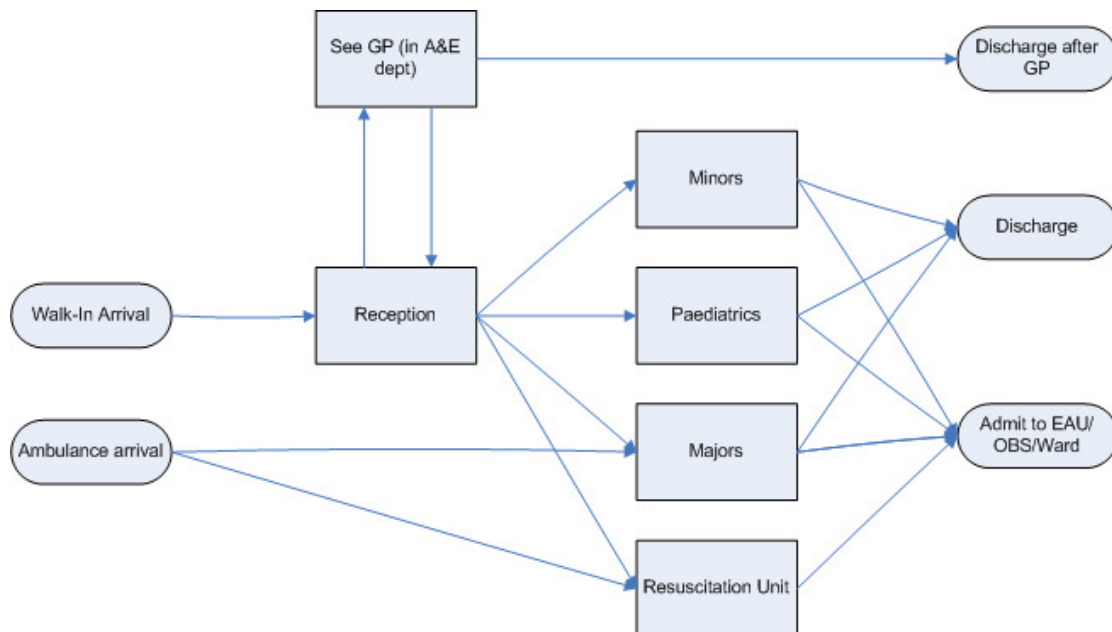 See GP (in A&E
dept)
Discharge after
GP
Minors
Discharge
Walk-In Arrival
Reception
Paediatrics
Ambulance arrival
Majors
Admit to EAU/
OBS/Ward
Resuscitation Unit